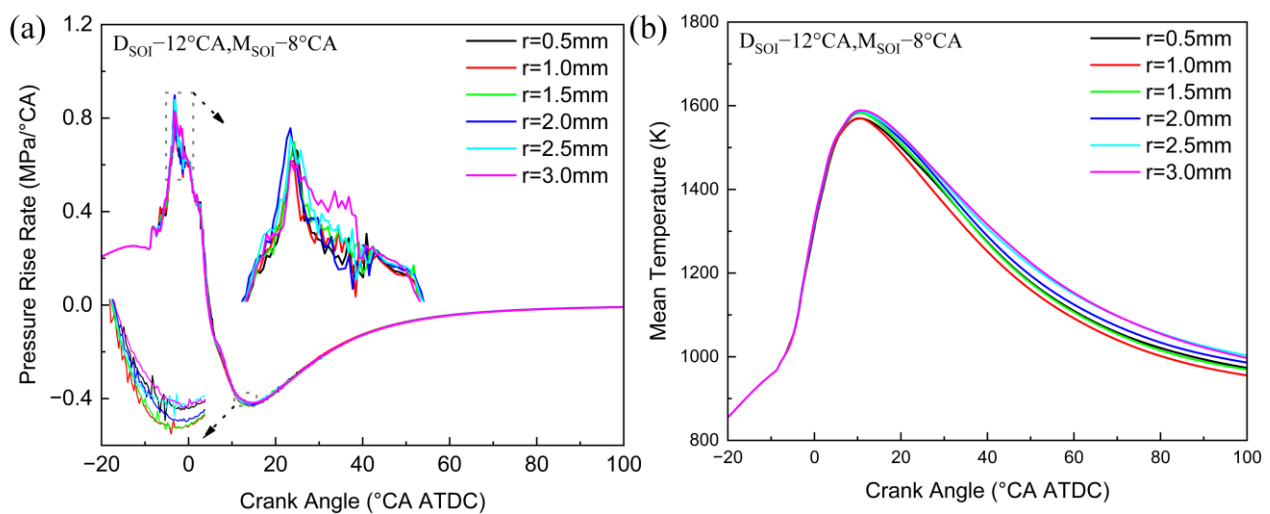 (a)
D_SOI−12°CA,M_SOI−8°CA
r=0.5mm
r=1.0mm
r=1.5mm
r=2.0mm
r=2.5mm
r=3.0mm
Pressure Rise Rate (MPa/°CA)
1.2
0.8
0.4
0.0
−0.4
−20 0 20 40 60 80 100
Crank Angle (°CA ATDC)
(b)
D_SOI−12°CA,M_SOI−8°CA
r=0.5mm
r=1.0mm
r=1.5mm
r=2.0mm
r=2.5mm
r=3.0mm
Mean Temperature (K)
1800
1600
1400
1200
1000
800
−20 0 20 40 60 80 100
Crank Angle (°CA ATDC)